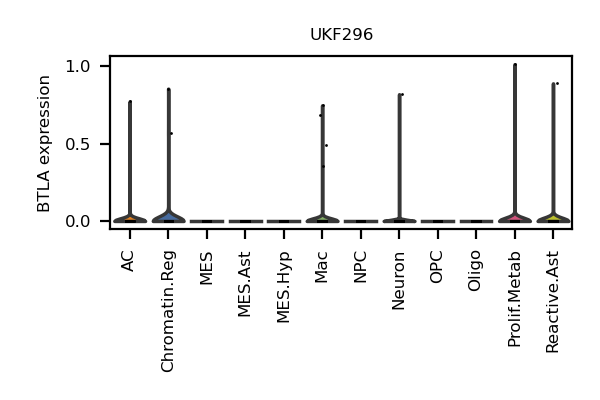 UKF296
BTLA expression
1.0
0.5
0.0
AC
Chromatin.Reg
MES
MES.Ast
MES.Hyp
Mac
NPC
Neuron
OPC
Oligo
Prolif.Metab
Reactive.Ast